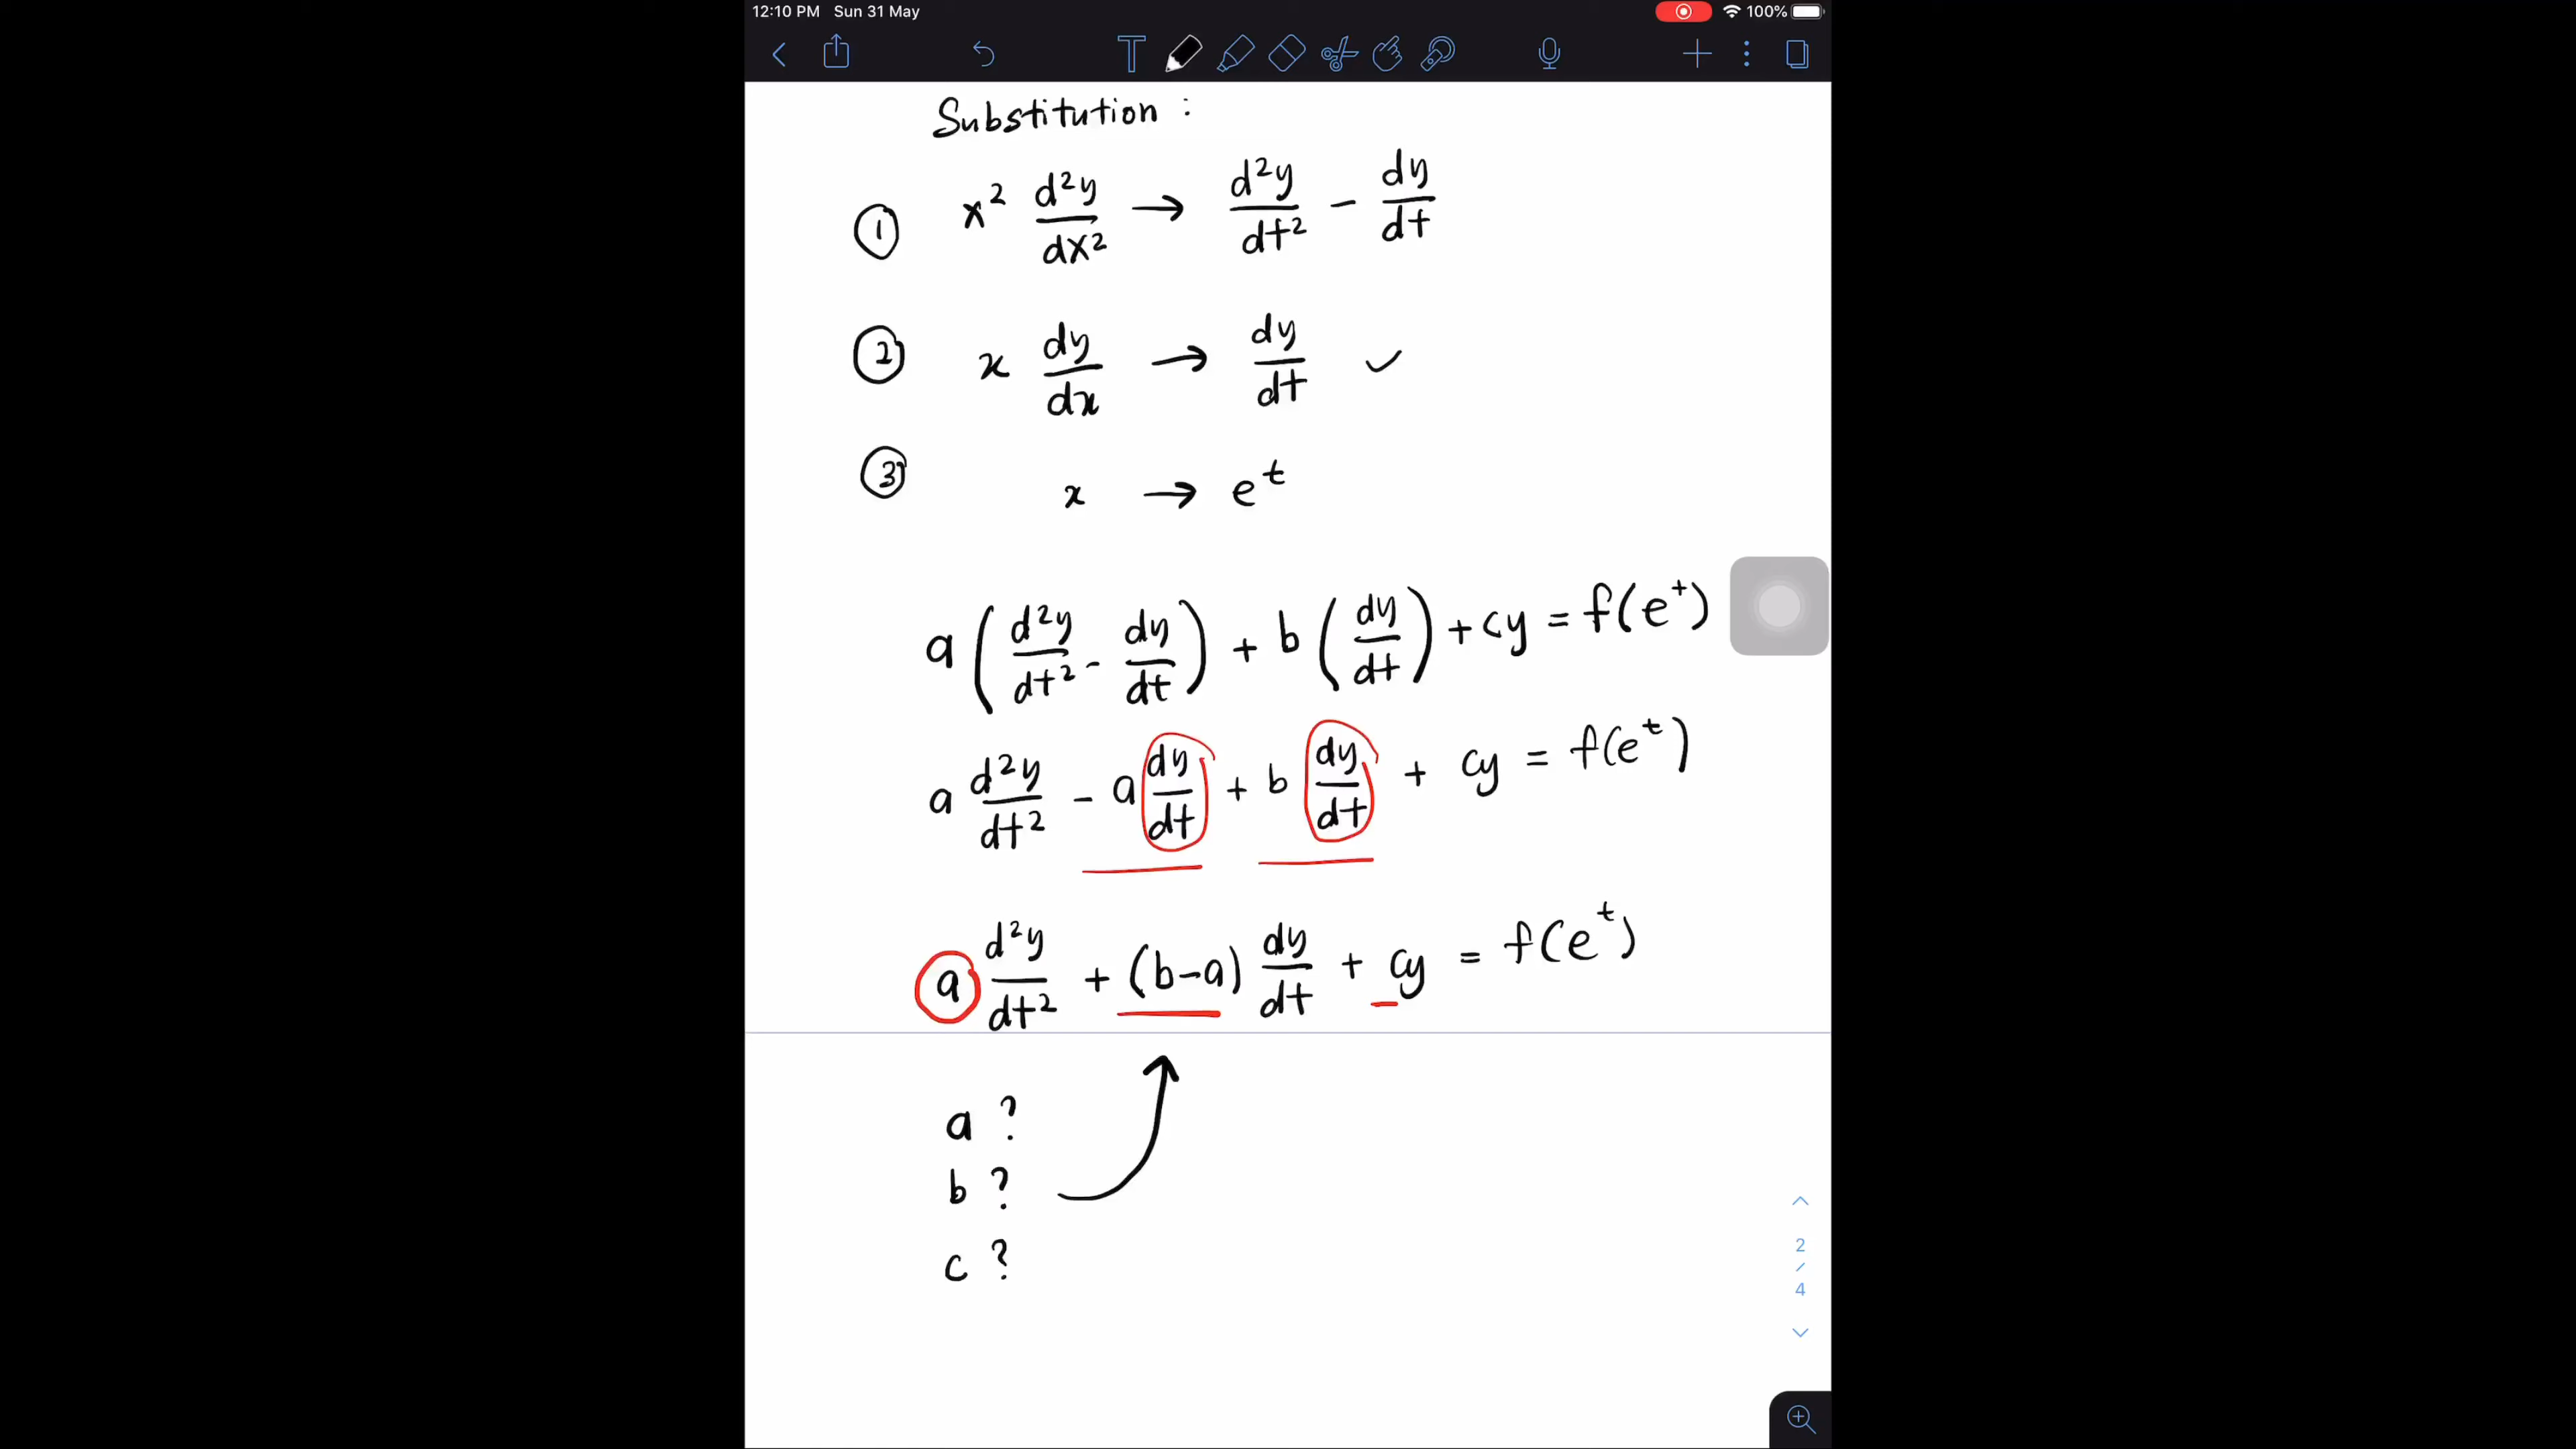 12:10 PM Sun 31 May 100%
Substitution :
① x² d²y/dx² → d²y/dt² - dy/dt
② x dy/dx → dy/dt ✓
③ x → e^t
a ( d²y/dt² - dy/dt ) + b ( dy/dt ) + cy = f(e^t)
a d²y/dt² - a dy/dt + b dy/dt + cy = f(e^t)
a d²y/dt² + (b-a) dy/dt + cy = f(e^t)
a ?
b ?
c ?
2
/
4